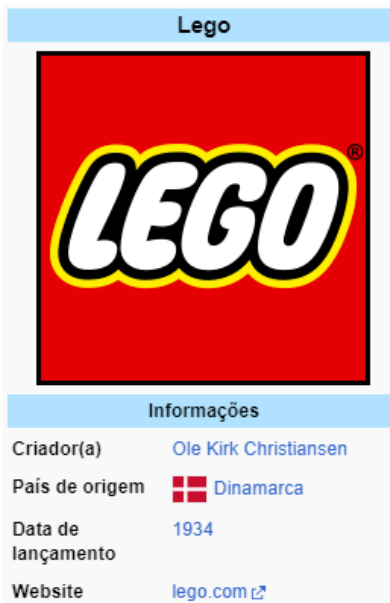 Lego
LEGO®
Informações
Criador(a) Ole Kirk Christiansen
País de origem Dinamarca
Data de lançamento 1934
Website lego.com